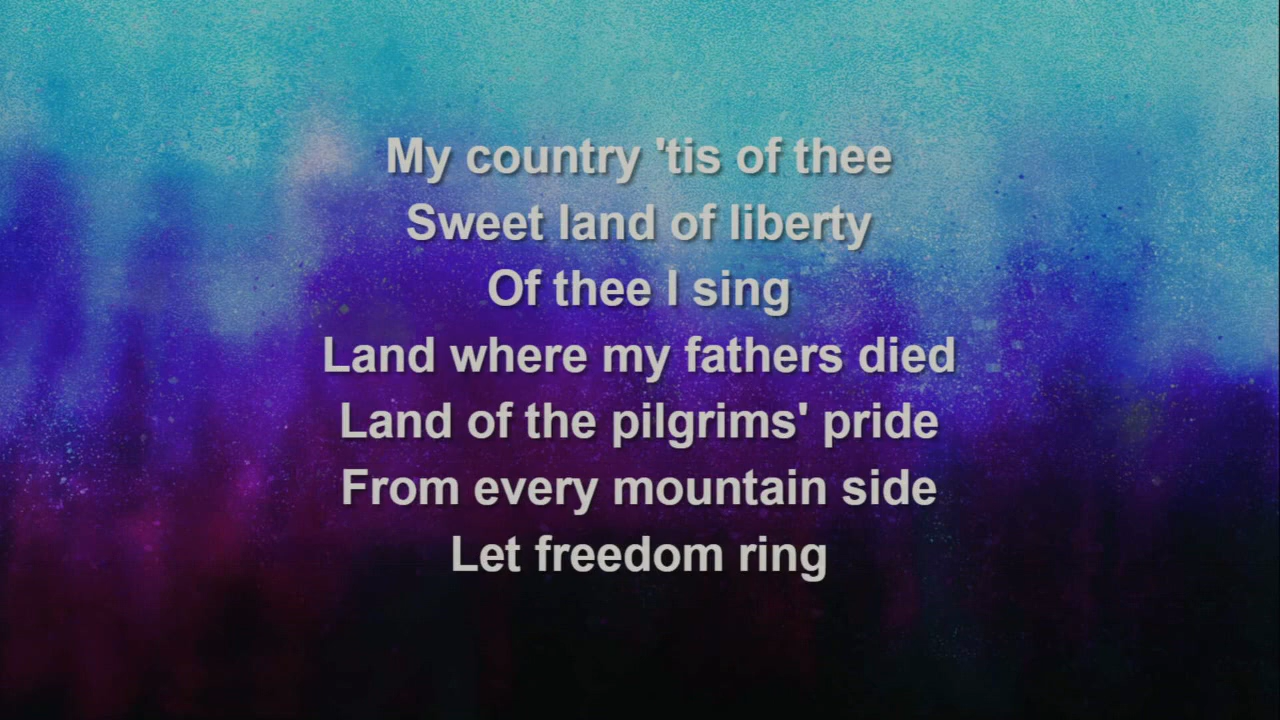 My country 'tis of thee
Sweet land of liberty
Of thee I sing
Land where my fathers died
Land of the pilgrims' pride
From every mountain side
Let freedom ring